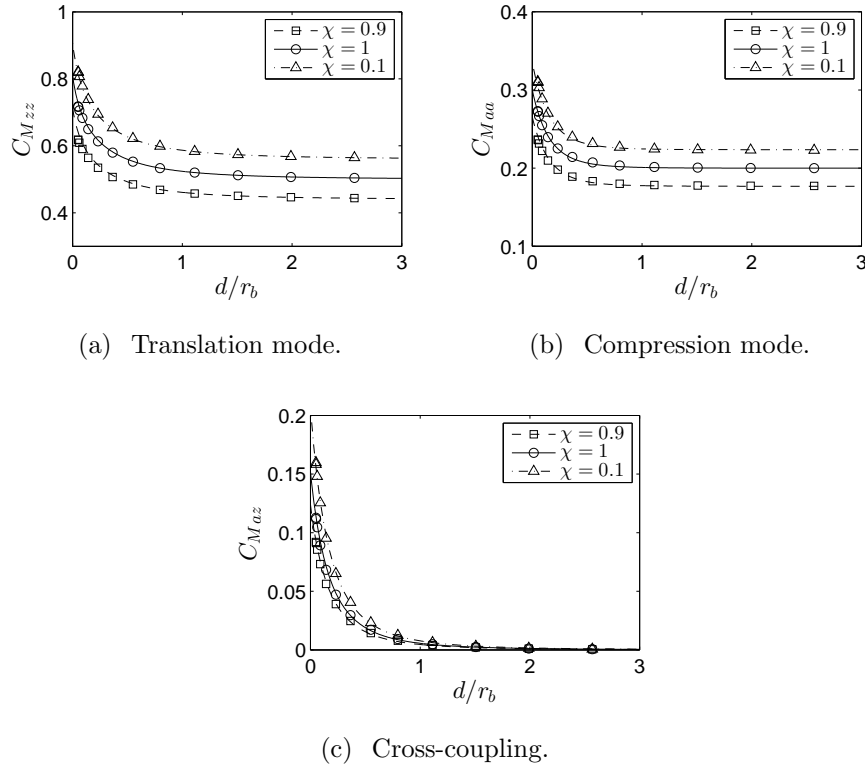 1
0.8
0.6
0.4
C_{Mzz}
χ = 0.9
χ = 1
χ = 0.1
0 1 2 3
d/r_b
(a) Translation mode.
0.4
0.3
0.2
0.1
C_{Maa}
χ = 0.9
χ = 1
χ = 0.1
0 1 2 3
d/r_b
(b) Compression mode.
0.2
0.15
0.1
0.05
0
C_{Maz}
χ = 0.9
χ = 1
χ = 0.1
0 1 2 3
d/r_b
(c) Cross-coupling.